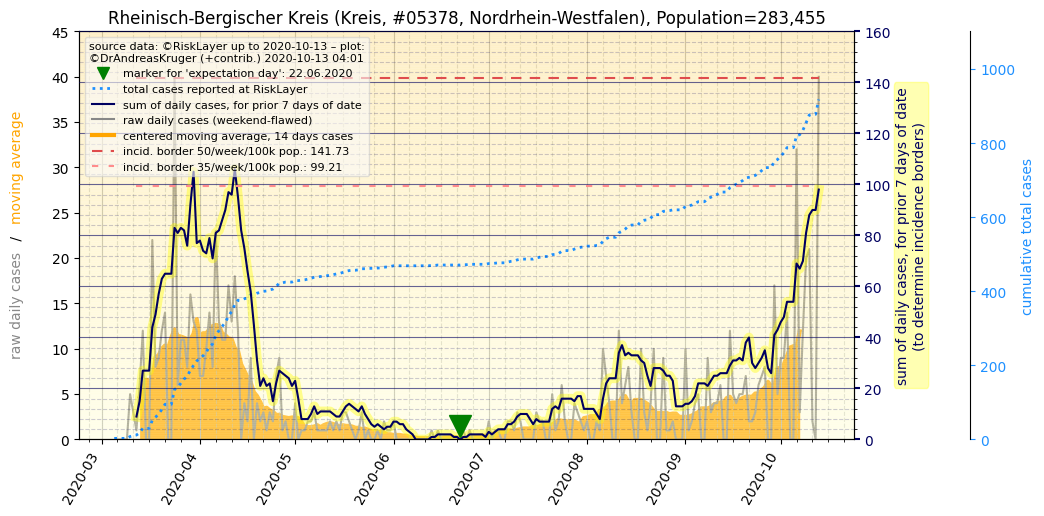 Rheinisch-Bergischer Kreis (Kreis, #05378, Nordrhein-Westfalen), Population=283,455
source data: ©RiskLayer up to 2020-10-13 – plot:
©DrAndreasKruger (+contrib.) 2020-10-13 04:01
marker for 'expectation day': 22.06.2020
total cases reported at RiskLayer
sum of daily cases, for prior 7 days of date
raw daily cases (weekend-flawed)
centered moving average, 14 days cases
incid. border 50/week/100k pop.: 141.73
incid. border 35/week/100k pop.: 99.21
raw daily cases / moving average
45
40
35
30
25
20
15
10
5
0
2020-03
2020-04
2020-05
2020-06
2020-07
2020-08
2020-09
2020-10
160
140
120
100
80
60
40
20
0
sum of daily cases, for prior 7 days of date
(to determine incidence borders)
1000
800
600
400
200
0
cumulative total cases